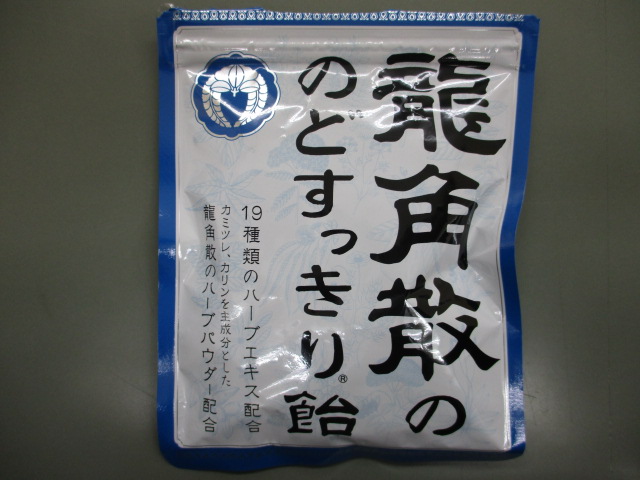 龍角散の
のどすっきり飴®
19種類のハーブエキス配合
カミツレ、カリンを主成分とした
龍角散のハーブパウダー配合